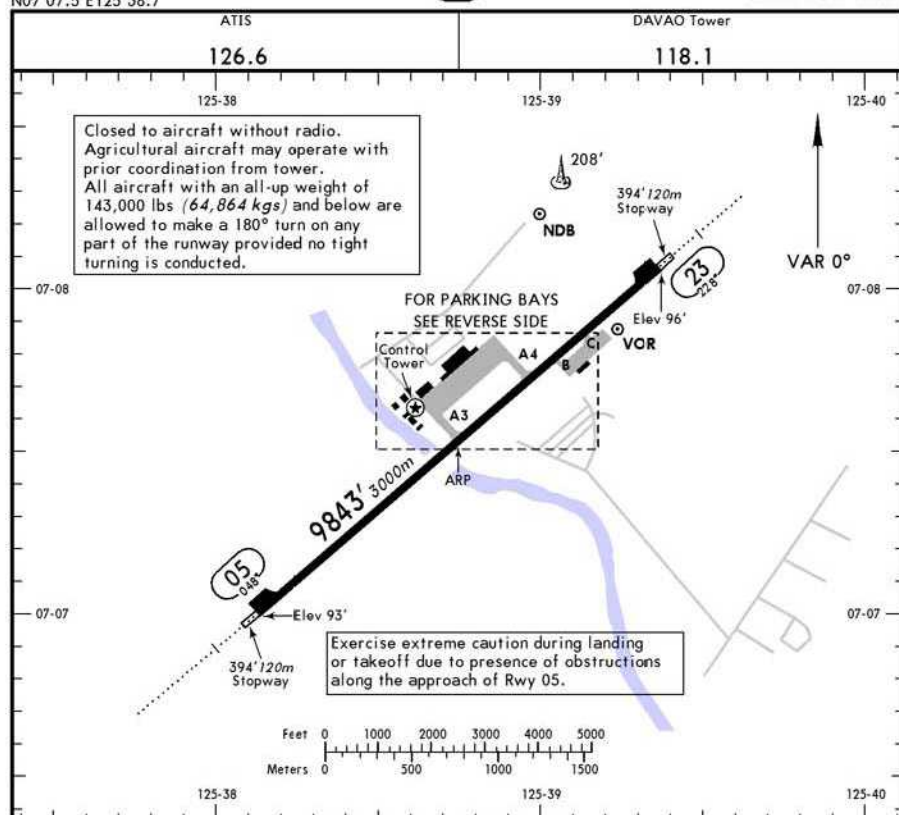 N07 07.5 E125 38.7
ATIS
126.6
DAVAO Tower
118.1
125-38
125-39
125-40
Closed to aircraft without radio.
Agricultural aircraft may operate with
prior coordination from tower.
All aircraft with an all-up weight of
143,000 lbs (64,864 kgs) and below are
allowed to make a 180° turn on any
part of the runway provided no tight
turning is conducted.
208'
NDB
394' 120m
Stopway
VAR 0°
23
228°
07-08
07-08
Elev 96'
FOR PARKING BAYS
SEE REVERSE SIDE
VOR
Control
Tower
A4
C
B
A3
ARP
9843' 3000m
05
048°
07-07
07-07
Elev 93'
394' 120m
Stopway
Exercise extreme caution during landing
or takeoff due to presence of obstructions
along the approach of Rwy 05.
Feet 0 1000 2000 3000 4000 5000
Meters 0 500 1000 1500
125-38
125-39
125-40